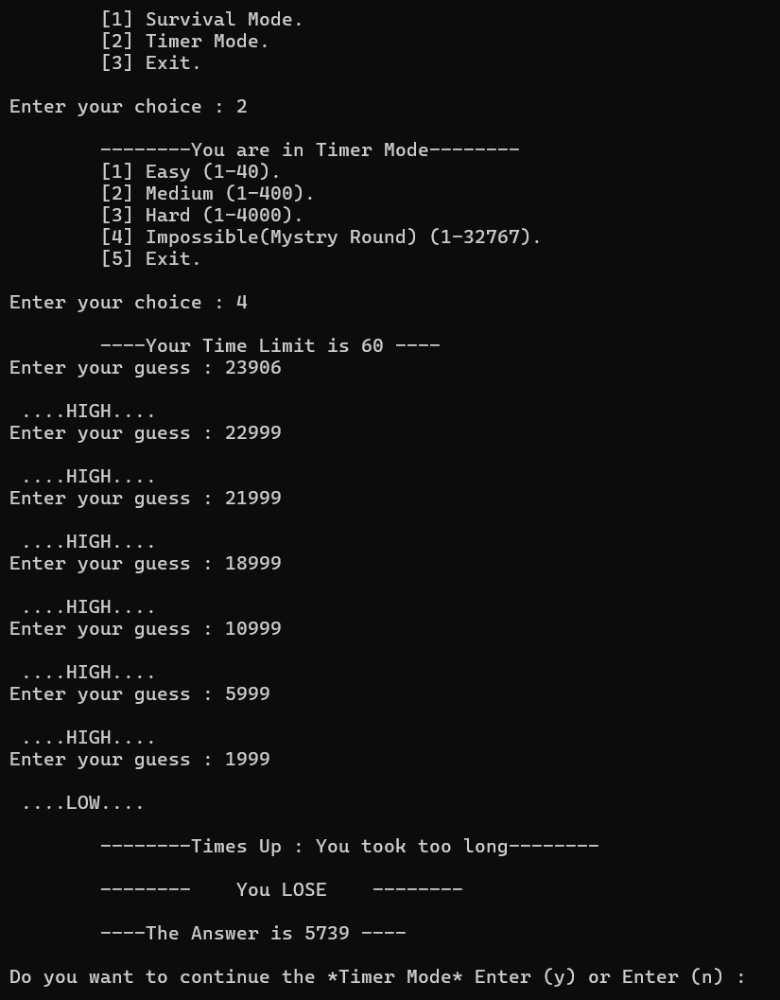 [1] Survival Mode.
[2] Timer Mode.
[3] Exit.
Enter your choice : 2
--------You are in Timer Mode--------
[1] Easy (1-40).
[2] Medium (1-400).
[3] Hard (1-4000).
[4] Impossible(Mystry Round) (1-32767).
[5] Exit.
Enter your choice : 4
----Your Time Limit is 60 ----
Enter your guess : 23906
....HIGH....
Enter your guess : 22999
....HIGH....
Enter your guess : 21999
....HIGH....
Enter your guess : 18999
....HIGH....
Enter your guess : 10999
....HIGH....
Enter your guess : 5999
....HIGH....
Enter your guess : 1999
....LOW....
--------Times Up : You took too long--------
--------    You LOSE    --------
----The Answer is 5739 ----
Do you want to continue the *Timer Mode* Enter (y) or Enter (n) :